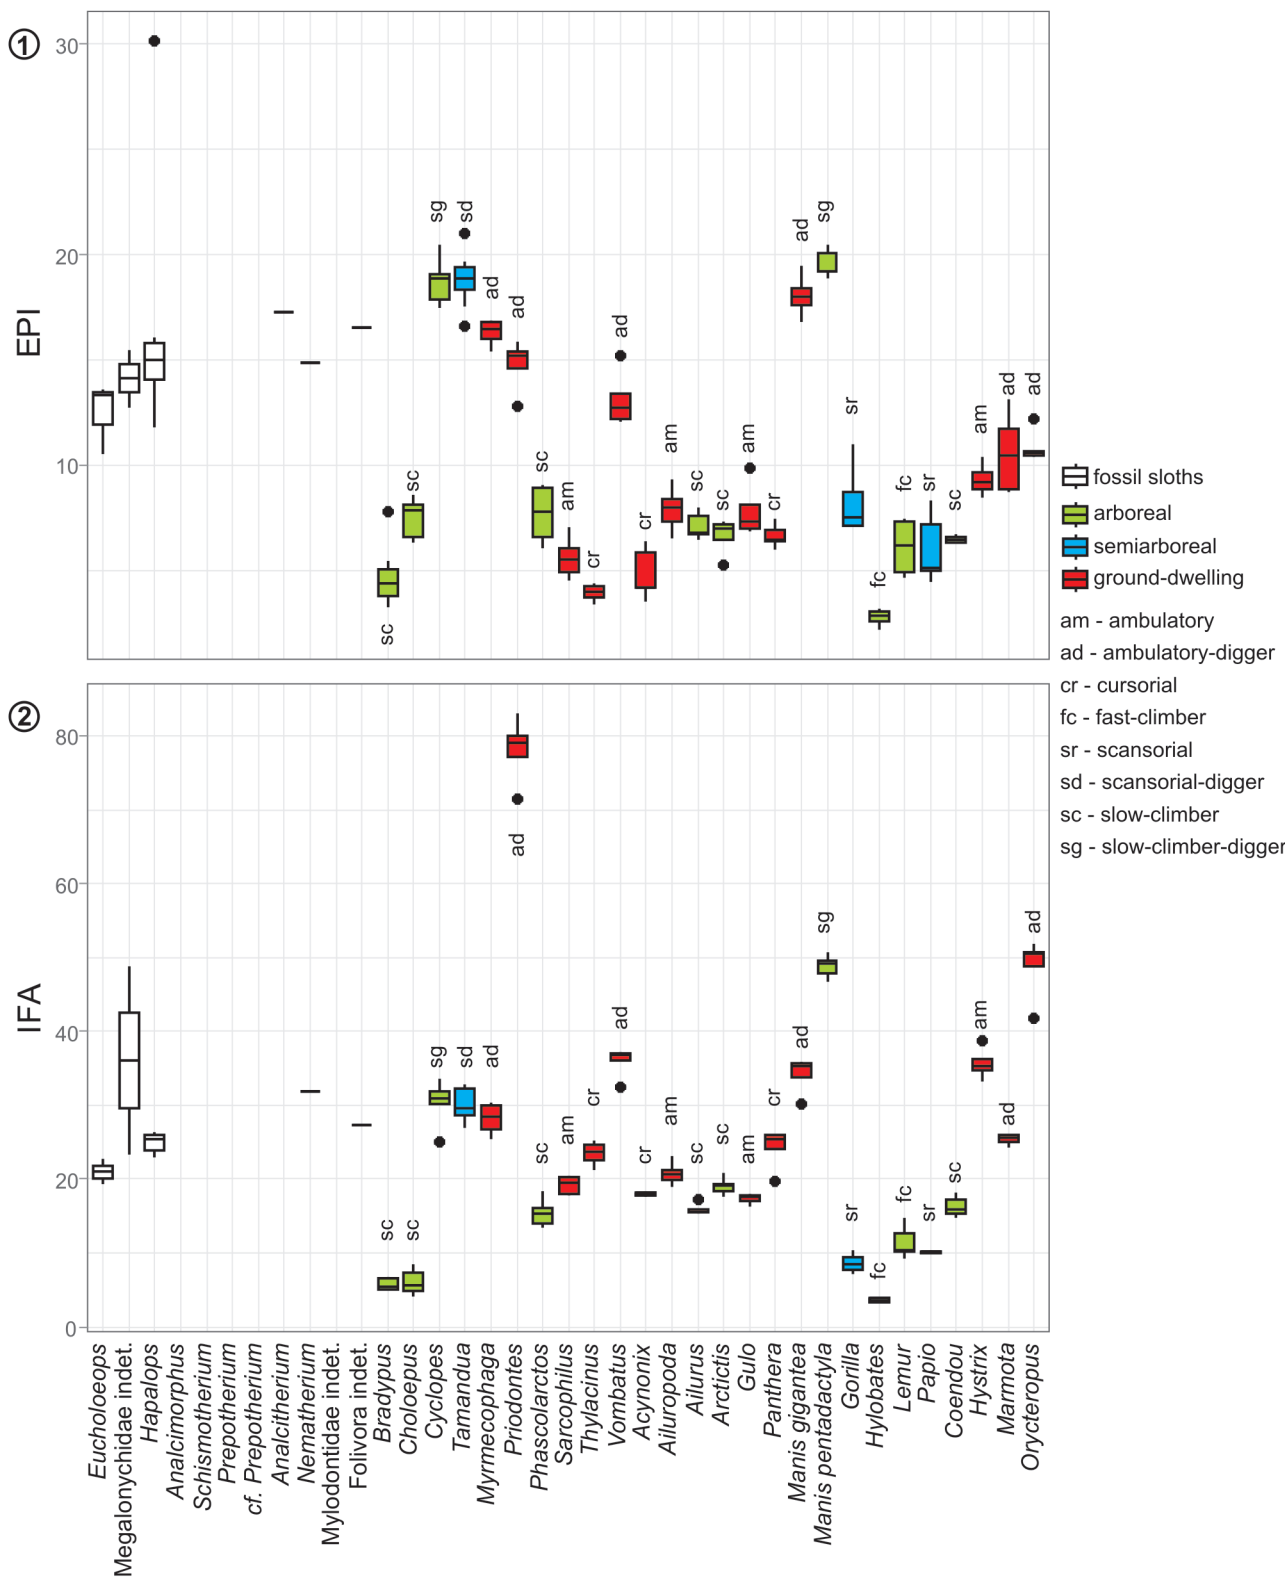 ①
EPI
30
20
10
sc
sc
sg
sd
ad
ad
sc
am
cr
ad
cr
am
sc
sc
am
cr
ad
sg
sr
fc
fc
sr
sc
am
ad
ad
fossil sloths
arboreal
semiarboreal
ground-dwelling
am - ambulatory
ad - ambulatory-digger
cr - cursorial
fc - fast-climber
sr - scansorial
sd - scansorial-digger
sc - slow-climber
sg - slow-climber-digger
②
IFA
80
60
40
20
0
sc
sc
sg
sd
ad
ad
sc
am
cr
ad
cr
am
sc
sc
am
cr
ad
sg
sr
fc
fc
sr
sc
am
ad
ad
Eucholoeops
Megalonychidae indet.
Hapalops
Analcimorphus
Schismotherium
Prepotherium
cf. Prepotherium
Analcitherium
Nematherium
Mylodontidae indet.
Folivora indet.
Bradypus
Choloepus
Cyclopes
Tamandua
Myrmecophaga
Priodontes
Phascolarctos
Sarcophilus
Thylacinus
Vombatus
Acynonix
Ailuropoda
Ailurus
Arctictis
Gulo
Panthera
Manis gigantea
Manis pentadactyla
Gorilla
Hylobates
Lemur
Papio
Coendou
Hystrix
Marmota
Orycteropus